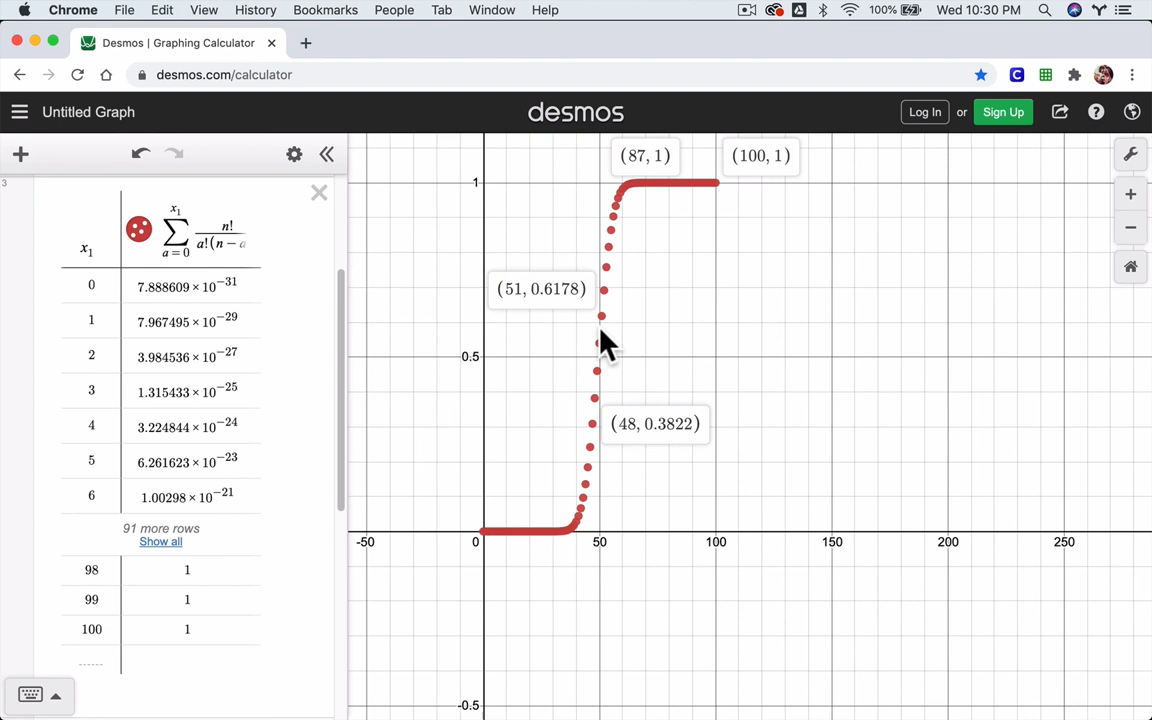 Chrome File Edit View History Bookmarks People Tab Window Help 100% Wed 10:30 PM
Desmos | Graphing Calculator
desmos.com/calculator
Untitled Graph desmos Log In or Sign Up
3
x₁
n!
x₁ ∑ a!(n − a
a = 0
0 7.888609 × 10⁻³¹
1 7.967495 × 10⁻²⁹
2 3.984536 × 10⁻²⁷
3 1.315433 × 10⁻²⁵
4 3.224844 × 10⁻²⁴
5 6.261623 × 10⁻²³
6 1.00298 × 10⁻²¹
91 more rows
Show all
98 1
99 1
100 1
(87, 1) (100, 1)
1
(51, 0.6178)
0.5
(48, 0.3822)
-50 0 50 100 150 200 250
-0.5